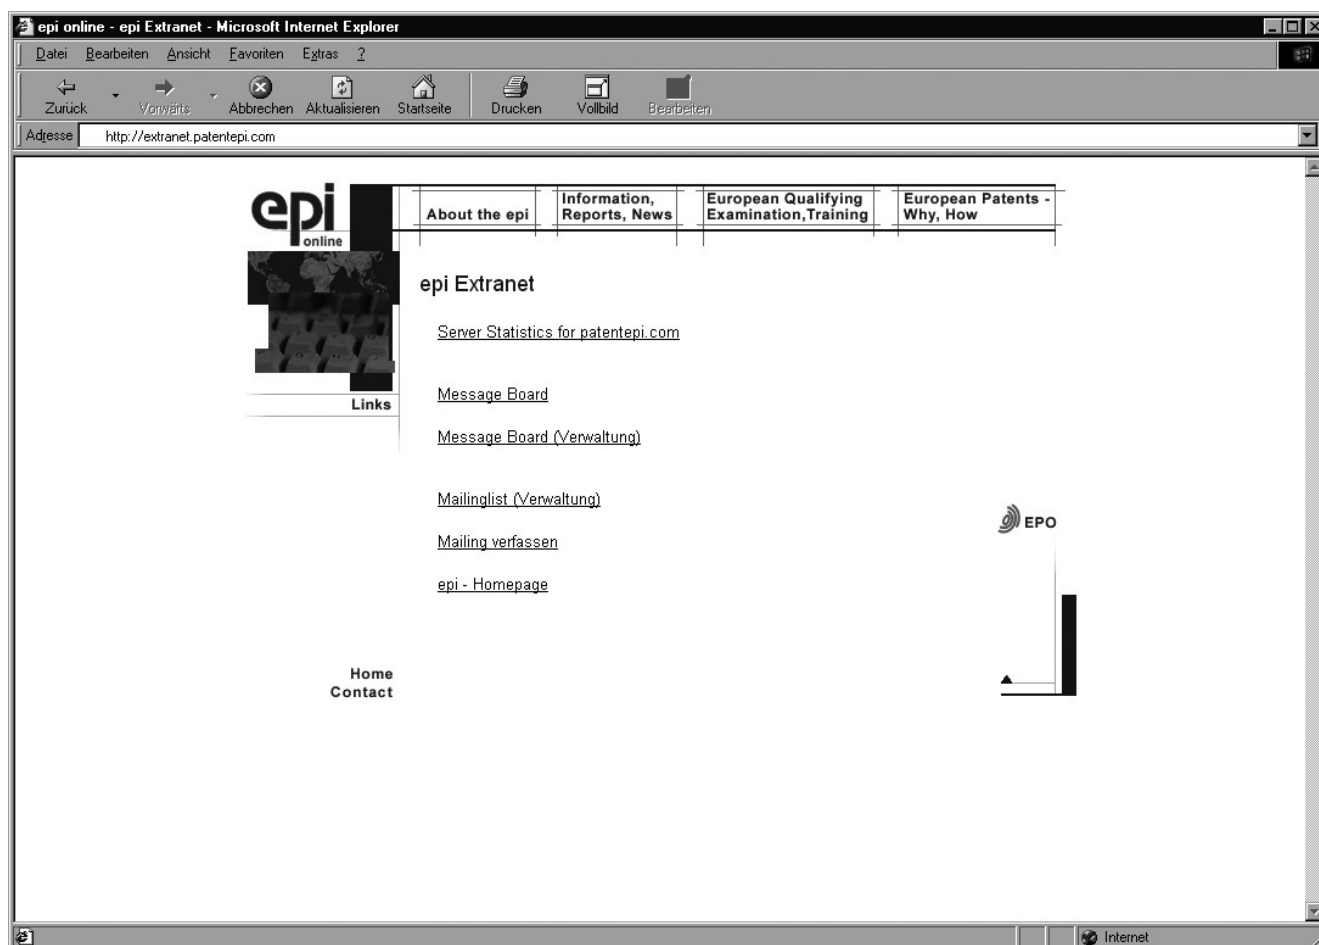 epi online - epi Extranet - Microsoft Internet Explorer
Datei Bearbeiten Ansicht Favoriten Extras ?
Zurück Vorwärts Abbrechen Aktualisieren Startseite Drucken Vollbild Bearbeiten
Adresse http://extranet.patentepi.com
epi
online
About the epi
Information,
Reports, News
European Qualifying
Examination,Training
European Patents -
Why, How
epi Extranet
Server Statistics for patentepi.com
Message Board
Links
Message Board (Verwaltung)
Mailinglist (Verwaltung)
EPO
Mailing verfassen
epi - Homepage
Home
Contact
Internet